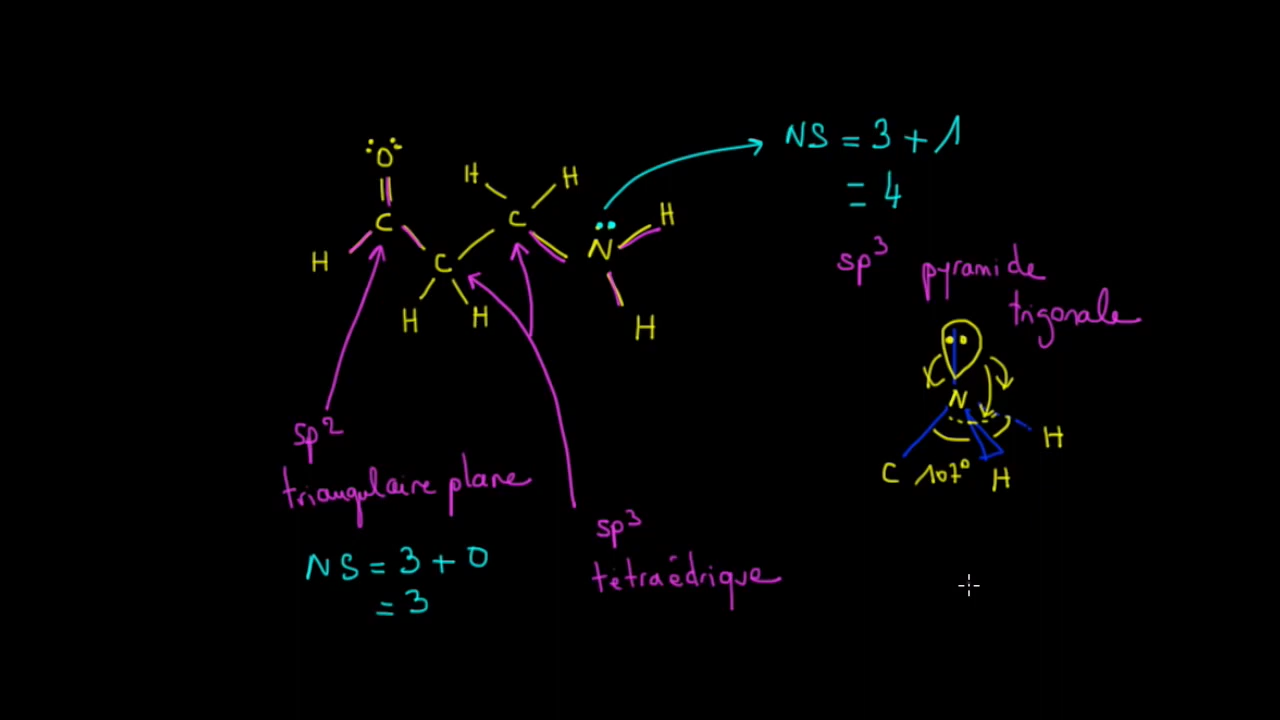 O
C
H
C
H
H
H
H
C
N
H
H
NS = 3 + 1
= 4
sp³ pyramide
trigonale
N
C 107° H
H
sp²
triangulaire plane
NS = 3 + 0
= 3
sp³
tétraédrique